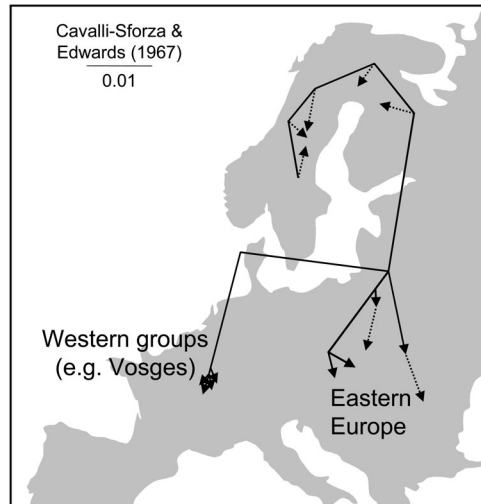 Cavalli-Sforza &
Edwards (1967)
0.01
Western groups
(e.g. Vosges)
Eastern
Europe